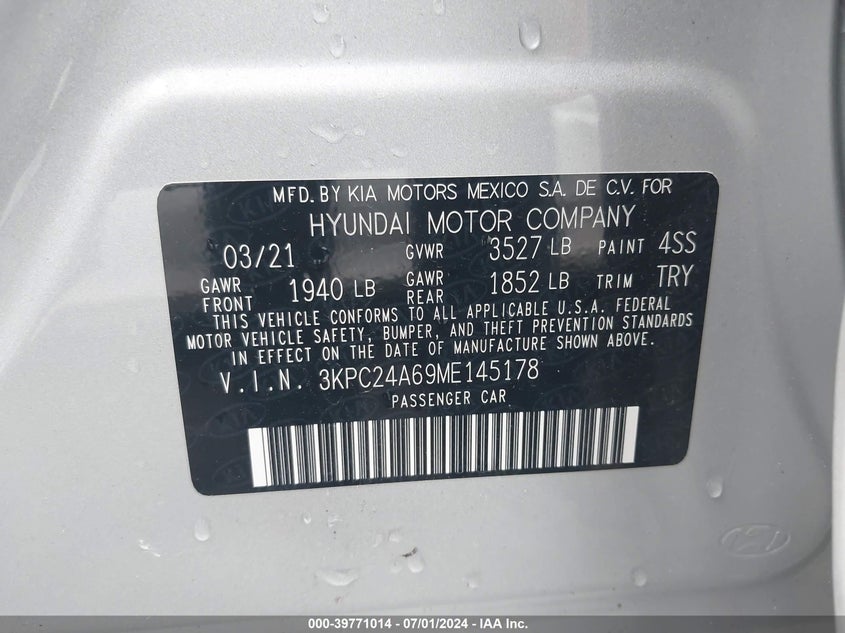 MFD. BY KIA MOTORS MEXICO S.A. DE C.V. FOR
HYUNDAI MOTOR COMPANY
03/21 GVWR 3527 LB PAINT 4SS
GAWR FRONT 1940 LB GAWR REAR 1852 LB TRIM TRY
THIS VEHICLE CONFORMS TO ALL APPLICABLE U.S.A. FEDERAL
MOTOR VEHICLE SAFETY, BUMPER, AND THEFT PREVENTION STANDARDS
IN EFFECT ON THE DATE OF MANUFACTURE SHOWN ABOVE.
V.I.N. 3KPC24A69ME145178
PASSENGER CAR
000-39771014 - 07/01/2024 - IAA Inc.